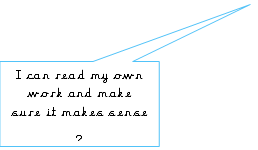 I can read my own
work and make
sure it makes sense
?